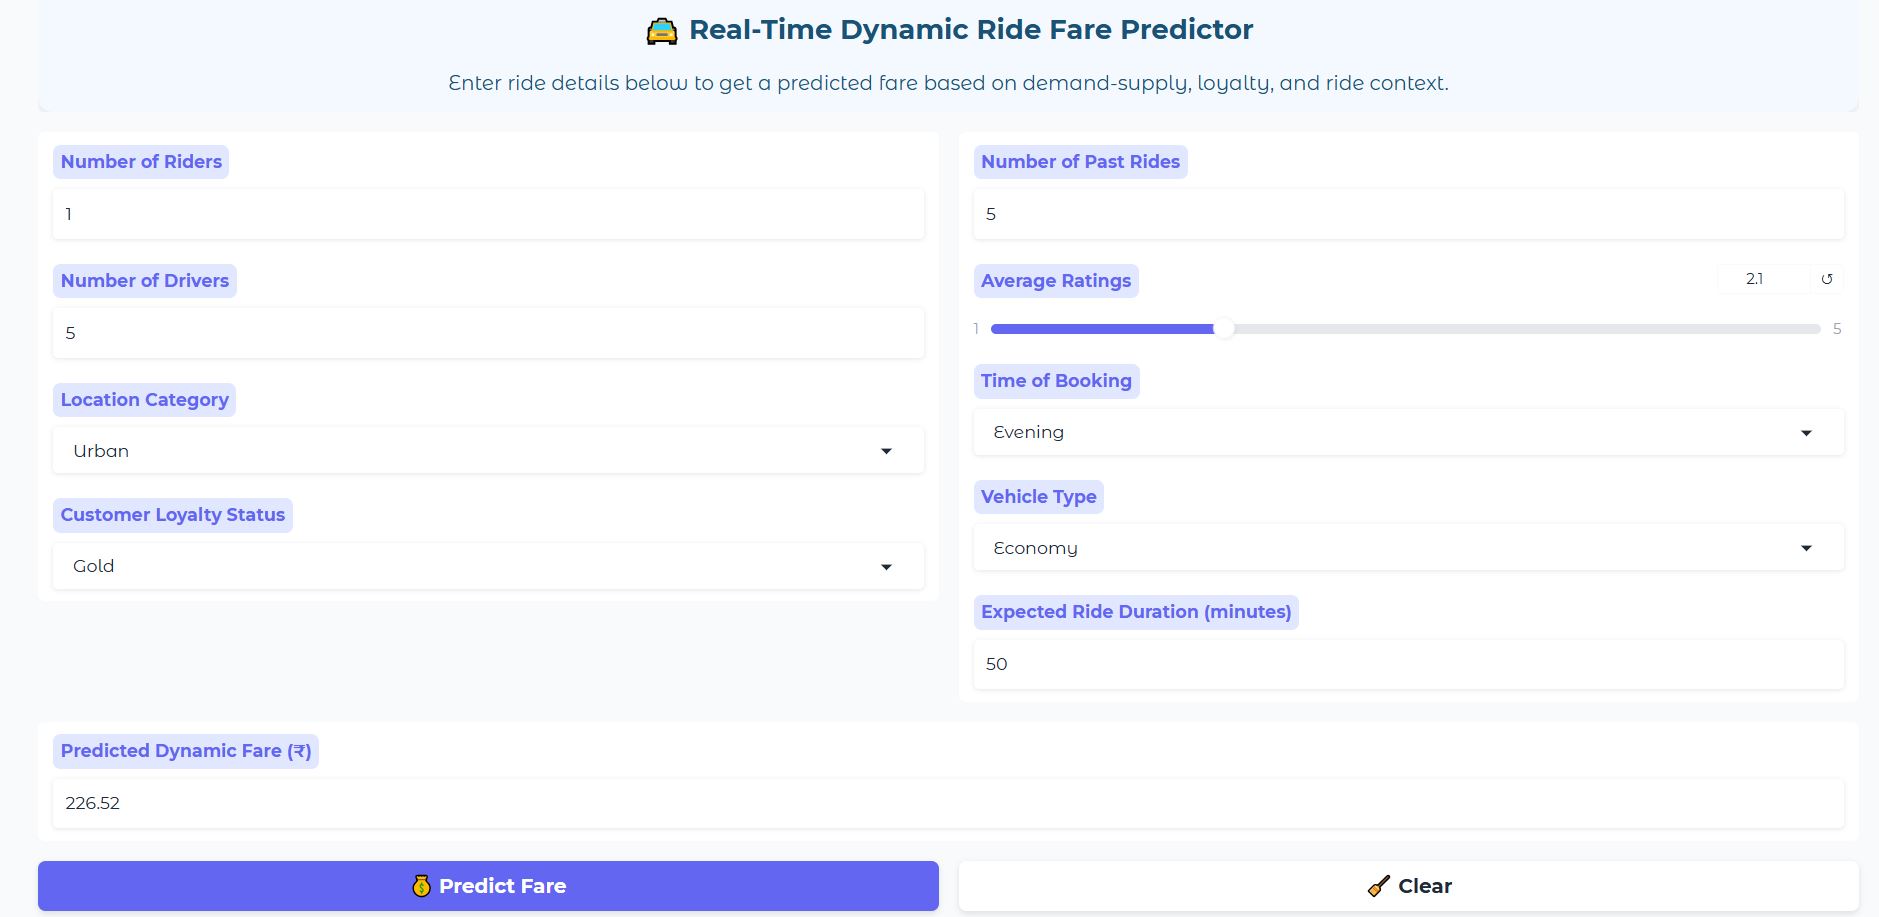 Real-Time Dynamic Ride Fare Predictor
Enter ride details below to get a predicted fare based on demand-supply, loyalty, and ride context.
Number of Riders
1
Number of Drivers
5
Location Category
Urban
Customer Loyalty Status
Gold
Number of Past Rides
5
Average Ratings
2.1 ↺
1 5
Time of Booking
Evening
Vehicle Type
Economy
Expected Ride Duration (minutes)
50
Predicted Dynamic Fare (₹)
226.52
Predict Fare
Clear